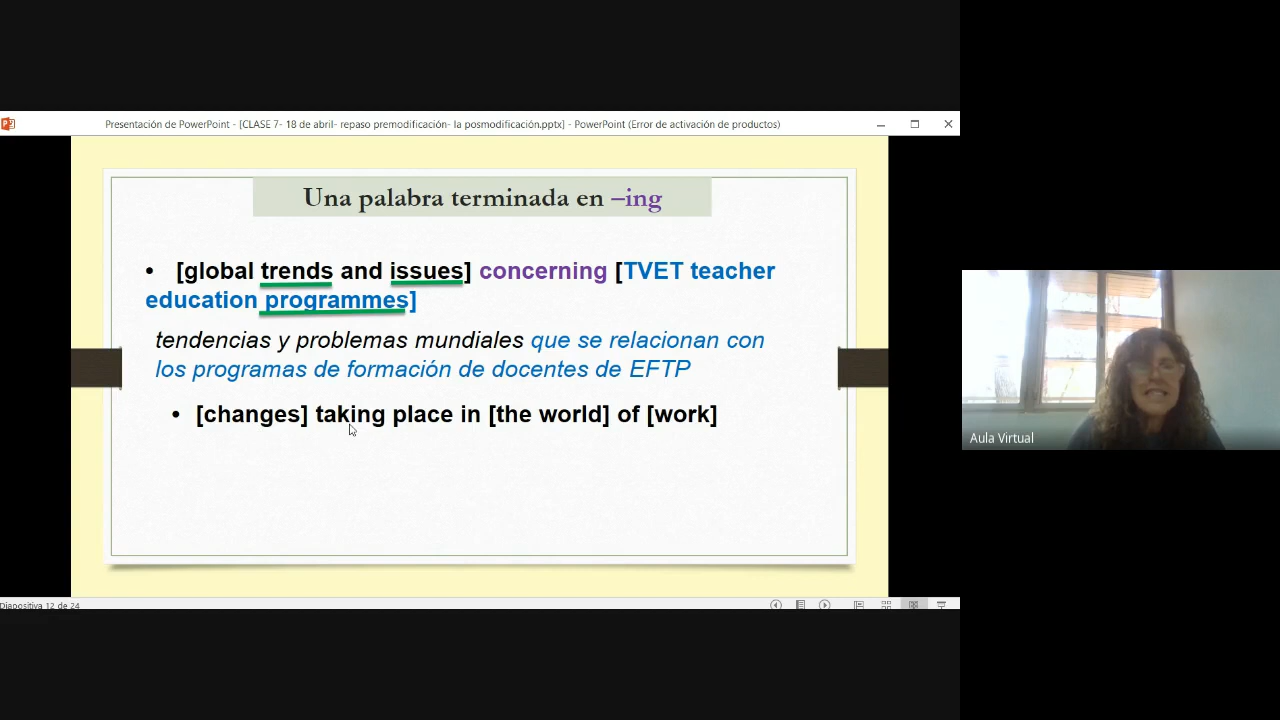 Presentación de PowerPoint - [CLASE 7- 18 de abril- repaso premodificación- la posmodificación.pptx] - PowerPoint (Error de activación de productos)
Una palabra terminada en –ing
• [global trends and issues] concerning [TVET teacher
education programmes]
tendencias y problemas mundiales que se relacionan con
los programas de formación de docentes de EFTP
• [changes] taking place in [the world] of [work]
Aula Virtual
Diapositiva 12 de 24